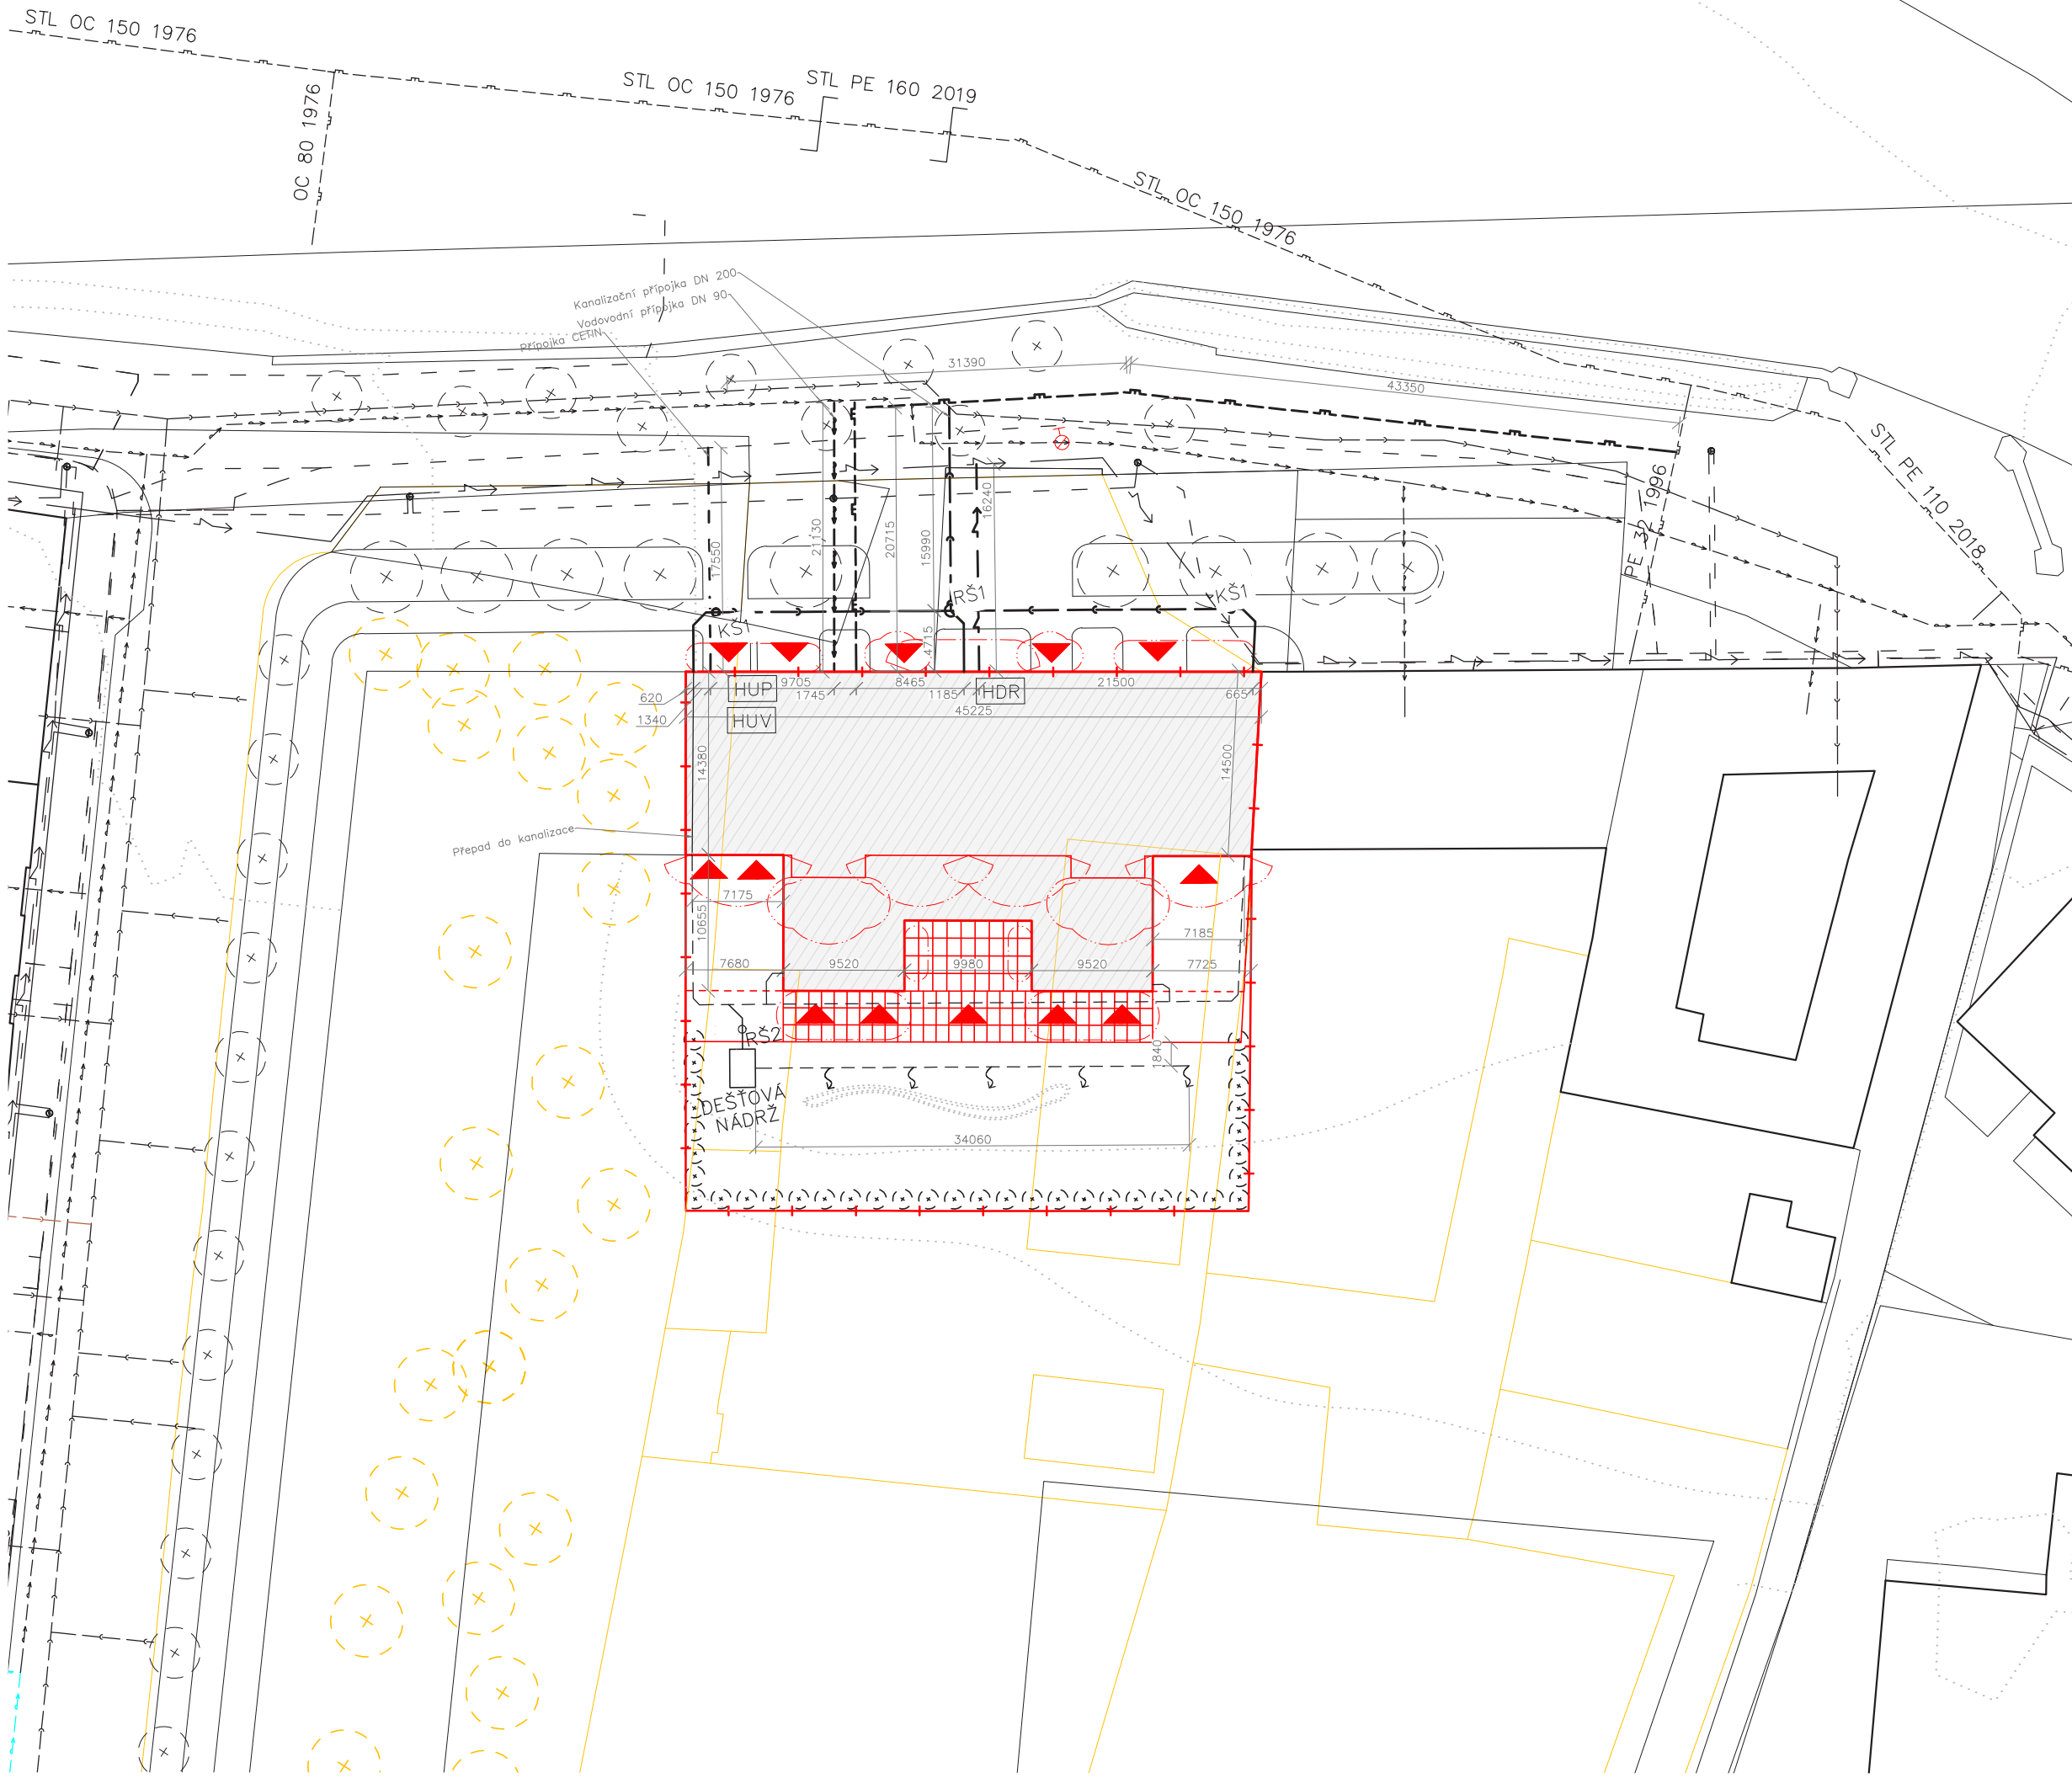 STL OC 150 1976
OC 80 1976
STL OC 150 1976
STL PE 160 2019
STL OC 150 1976
Kanalizační přípojka DN 200
Vodovodní přípojka DN 90
Přípojka CETIN
31390
43350
STL PE 110 2018
PE 32 1996
17550
21130
20715
15990
16240
RŠ1
KŠ1
KŠ1
4715
620
HUP
9705
1745
8465
1185
HDR
21500
665
1340
HUV
45225
14380
14500
Přepad do kanalizace
7175
10655
7185
7680
9520
9980
9520
7725
RŠ2
1840
DEŠŤOVÁ
NÁDRŽ
34060